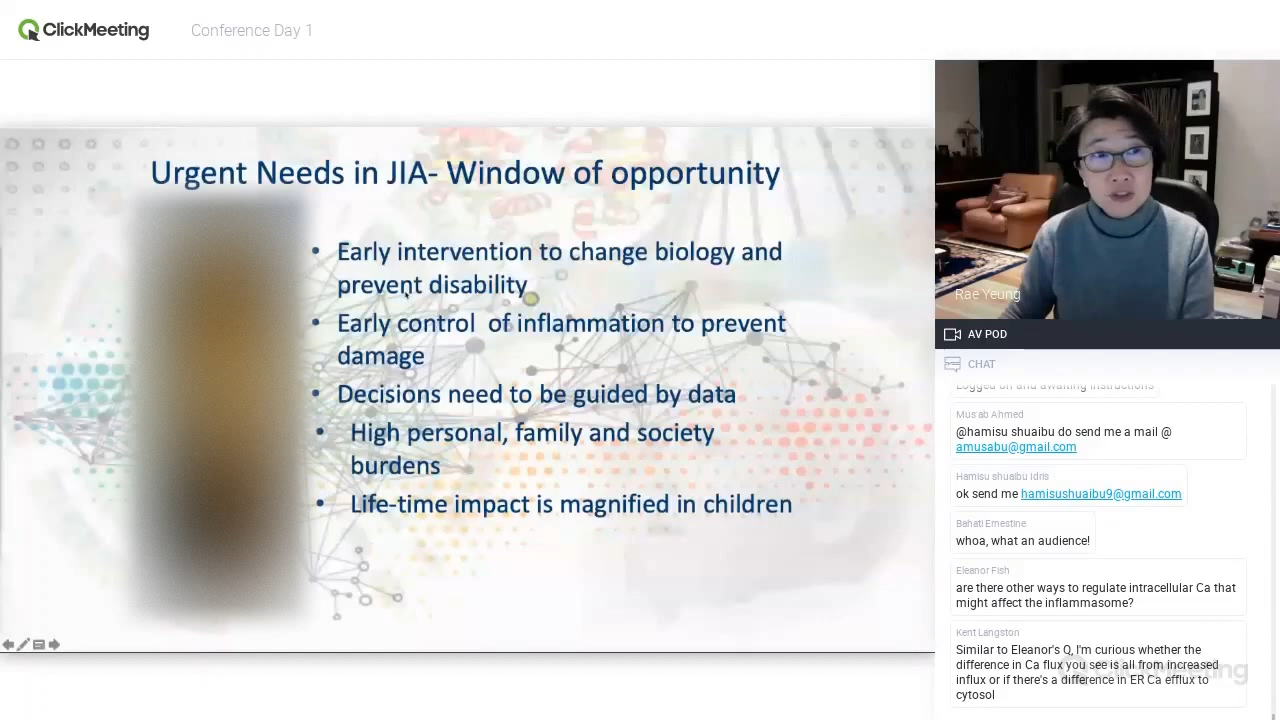 ClickMeeting
Conference Day 1
Urgent Needs in JIA- Window of opportunity
• Early intervention to change biology and
prevent disability
• Early control of inflammation to prevent
damage
• Decisions need to be guided by data
• High personal, family and society
burdens
• Life-time impact is magnified in children
Rae Yeung
AV POD
CHAT
Logged on and awaiting instructions
Mus'ab Ahmed
@hamisu shuaibu do send me a mail @
amusabu@gmail.com
Hamisu shuaibu Idris
ok send me hamisushuaibu9@gmail.com
Bahati Ernestine
whoa, what an audience!
Eleanor Fish
are there other ways to regulate intracellular Ca that
might affect the inflammasome?
Kent Langston
Similar to Eleanor's Q, I'm curious whether the
difference in Ca flux you see is all from increased
influx or if there's a difference in ER Ca efflux to
cytosol
ClickMeeting